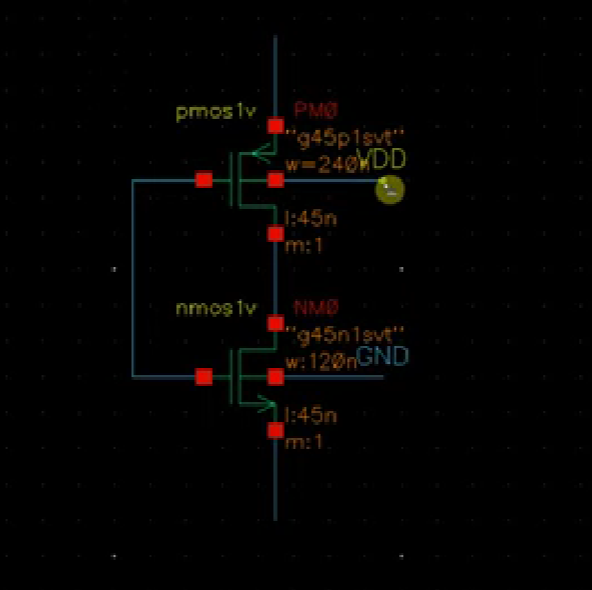 pmos1v PM0
"g45p1svt"
w=240n VDD
l:45n
m:1
nmos1v NM0
"g45n1svt"
w:120n GND
l:45n
m:1